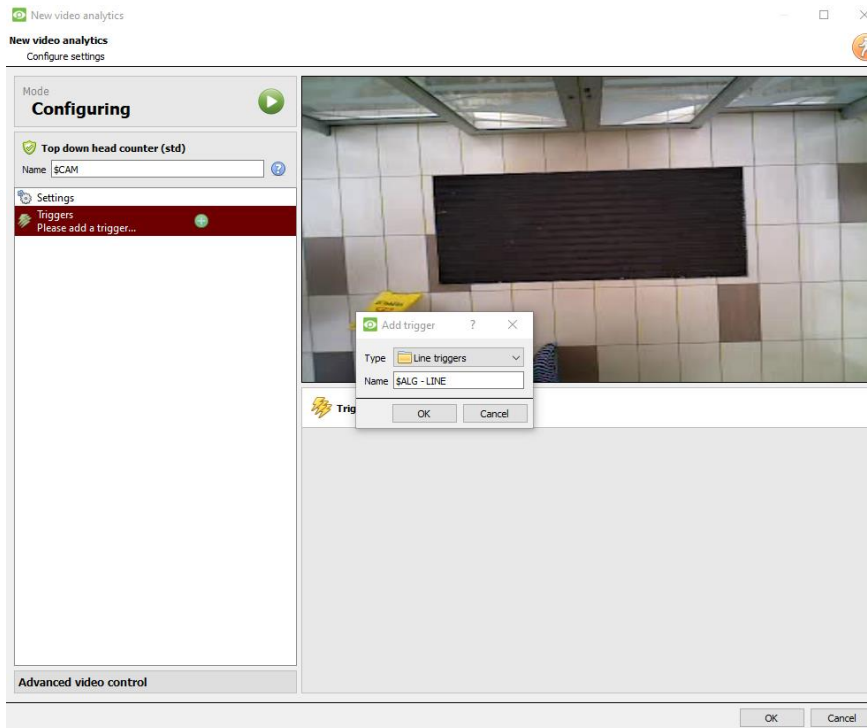 New video analytics
New video analytics
Configure settings
Mode
Configuring
Top down head counter (std)
Name $CAM
Settings
Triggers
Please add a trigger...
Add trigger ?
Type Line triggers
Name $ALG - LINE
OK Cancel
Trig
Advanced video control
OK Cancel